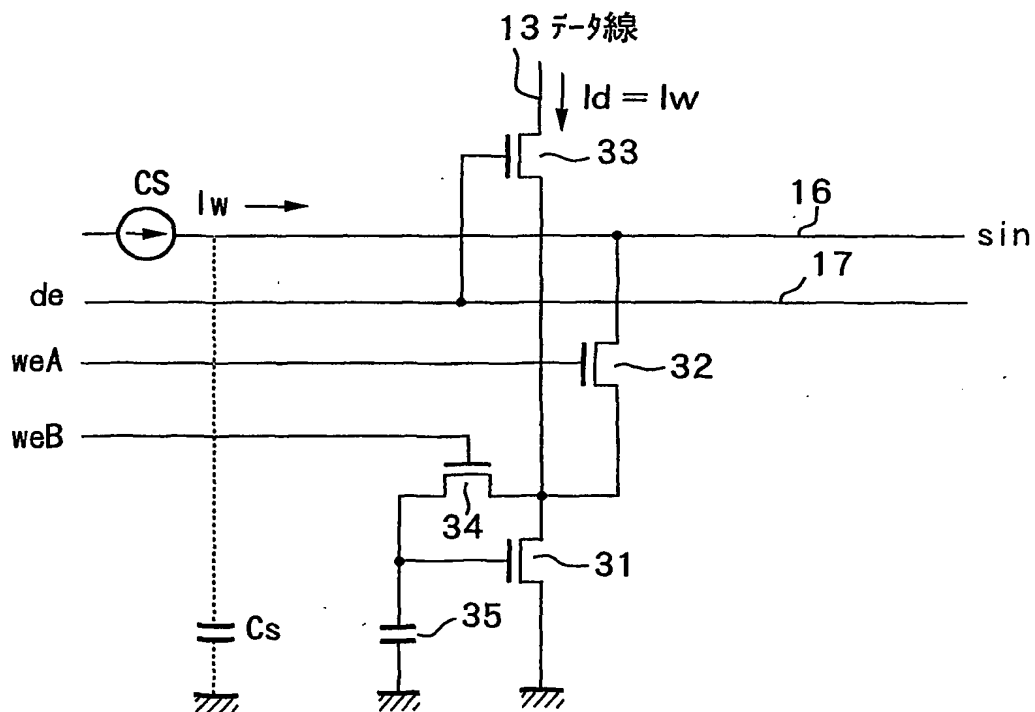 13 データ線
Id = Iw
33
CS
Iw
16
sin
17
de
weA
32
weB
34
31
35
Cs